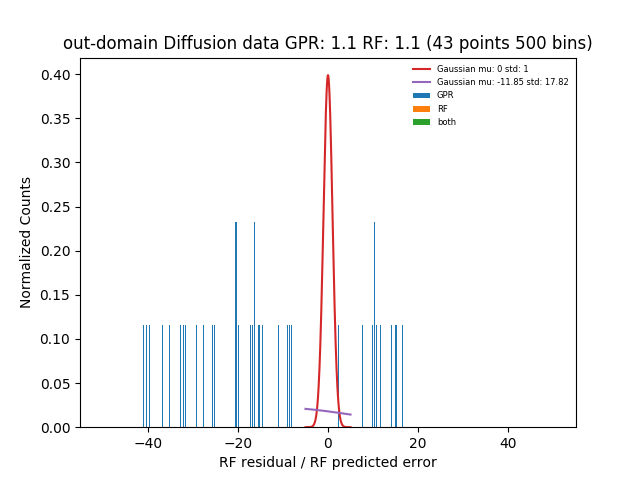 out-domain Diffusion data GPR: 1.1 RF: 1.1 (43 points 500 bins)
Normalized Counts
0.40
0.35
0.30
0.25
0.20
0.15
0.10
0.05
0.00
Gaussian mu: 0 std: 1
Gaussian mu: -11.85 std: 17.82
GPR
RF
both
−40 −20 0 20 40
RF residual / RF predicted error